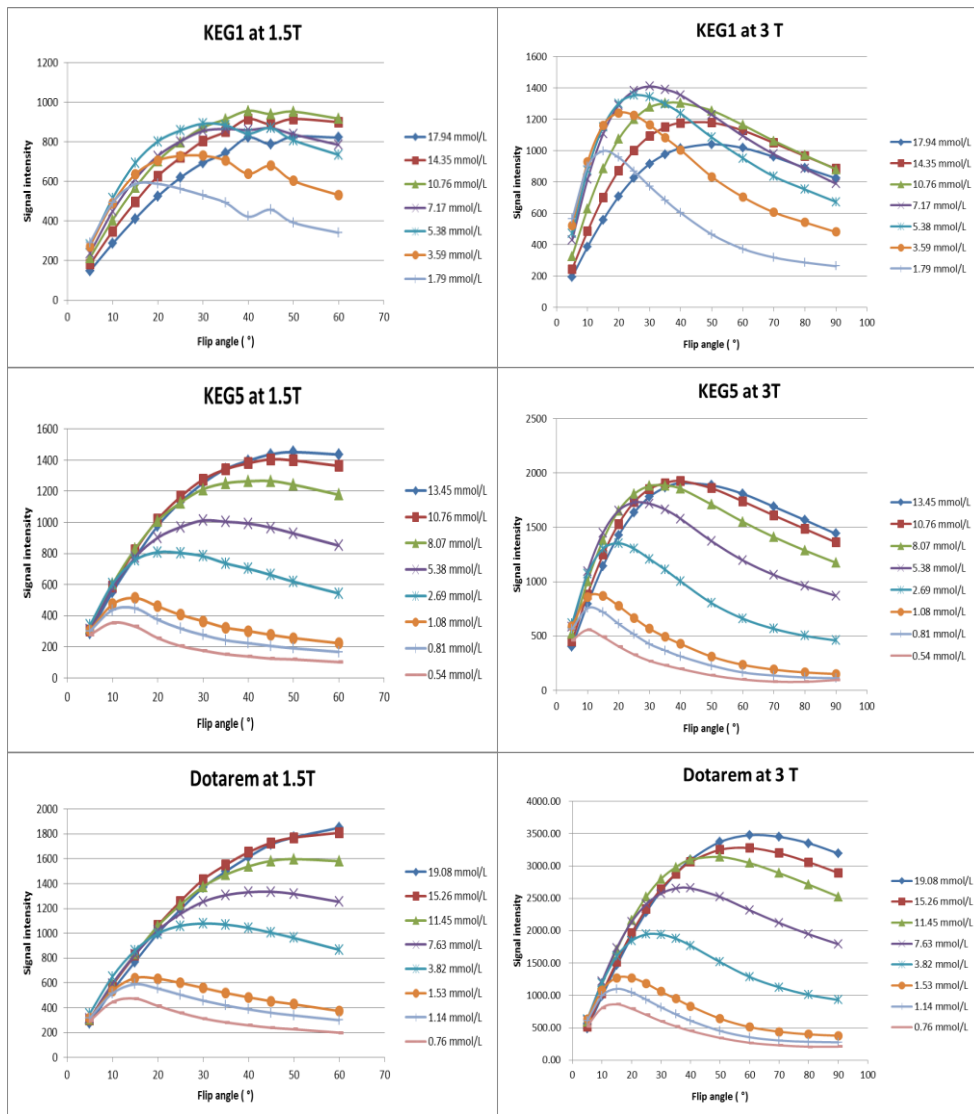 KEG1 at 1.5T
1200
1000
800
600
400
200
0
0 10 20 30 40 50 60 70
Signal intensity
Flip angle ( °)
17.94 mmol/L
14.35 mmol/L
10.76 mmol/L
7.17 mmol/L
5.38 mmol/L
3.59 mmol/L
1.79 mmol/L
KEG1 at 3 T
1600
1400
1200
1000
800
600
400
200
0
0 10 20 30 40 50 60 70 80 90 100
Signal intensity
Flip angle ( °)
17.94 mmol/L
14.35 mmol/L
10.76 mmol/L
7.17 mmol/L
5.38 mmol/L
3.59 mmol/L
1.79 mmol/L
KEG5 at 1.5T
1600
1400
1200
1000
800
600
400
200
0
0 10 20 30 40 50 60 70
Signal intensity
Flip angle ( °)
13.45 mmol/L
10.76 mmol/L
8.07 mmol/L
5.38 mmol/L
2.69 mmol/L
1.08 mmol/L
0.81 mmol/L
0.54 mmol/L
KEG5 at 3T
2500
2000
1500
1000
500
0
0 10 20 30 40 50 60 70 80 90 100
Signal intensity
Flip angle ( °)
13.45 mmol/L
10.76 mmol/L
8.07 mmol/L
5.38 mmol/L
2.69 mmol/L
1.08 mmol/L
0.81 mmol/L
0.54 mmol/L
Dotarem at 1.5T
2000
1800
1600
1400
1200
1000
800
600
400
200
0
0 10 20 30 40 50 60 70
Signal intensity
Flip angle ( °)
19.08 mmol/L
15.26 mmol/L
11.45 mmol/L
7.63 mmol/L
3.82 mmol/L
1.53 mmol/L
1.14 mmol/L
0.76 mmol/L
Dotarem at 3 T
4000.00
3500.00
3000.00
2500.00
2000.00
1500.00
1000.00
500.00
0.00
0 10 20 30 40 50 60 70 80 90 100
Signal intensity
Flip angle ( °)
19.08 mmol/L
15.26 mmol/L
11.45 mmol/L
7.63 mmol/L
3.82 mmol/L
1.53 mmol/L
1.14 mmol/L
0.76 mmol/L